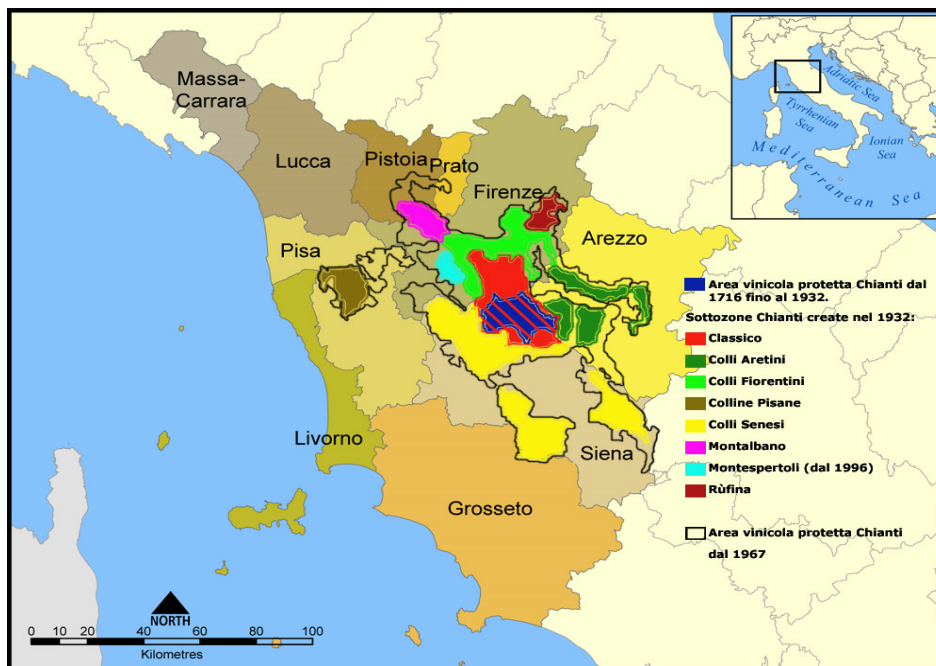 Massa-
Carrara
Lucca
Pistoia
Prato
Firenze
Pisa
Arezzo
Livorno
Siena
Grosseto
Adriatic Sea
Tyrrhenian
Sea
Ionian
Sea
Mediterranean Sea
Area vinicola protetta Chianti dal
1716 fino al 1932.
Sottozone Chianti create nel 1932:
Classico
Colli Aretini
Colli Fiorentini
Colline Pisane
Colli Senesi
Montalbano
Montespertoli (dal 1996)
Rùfina
Area vinicola protetta Chianti
dal 1967
NORTH
0 10 20 40 60 80 100
Kilometres